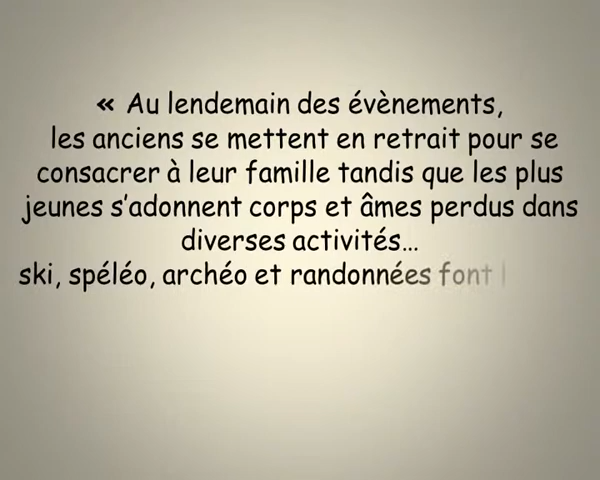 « Au lendemain des évènements,
les anciens se mettent en retrait pour se
consacrer à leur famille tandis que les plus
jeunes s’adonnent corps et âmes perdus dans
diverses activités…
ski, spéléo, archéo et randonnées font